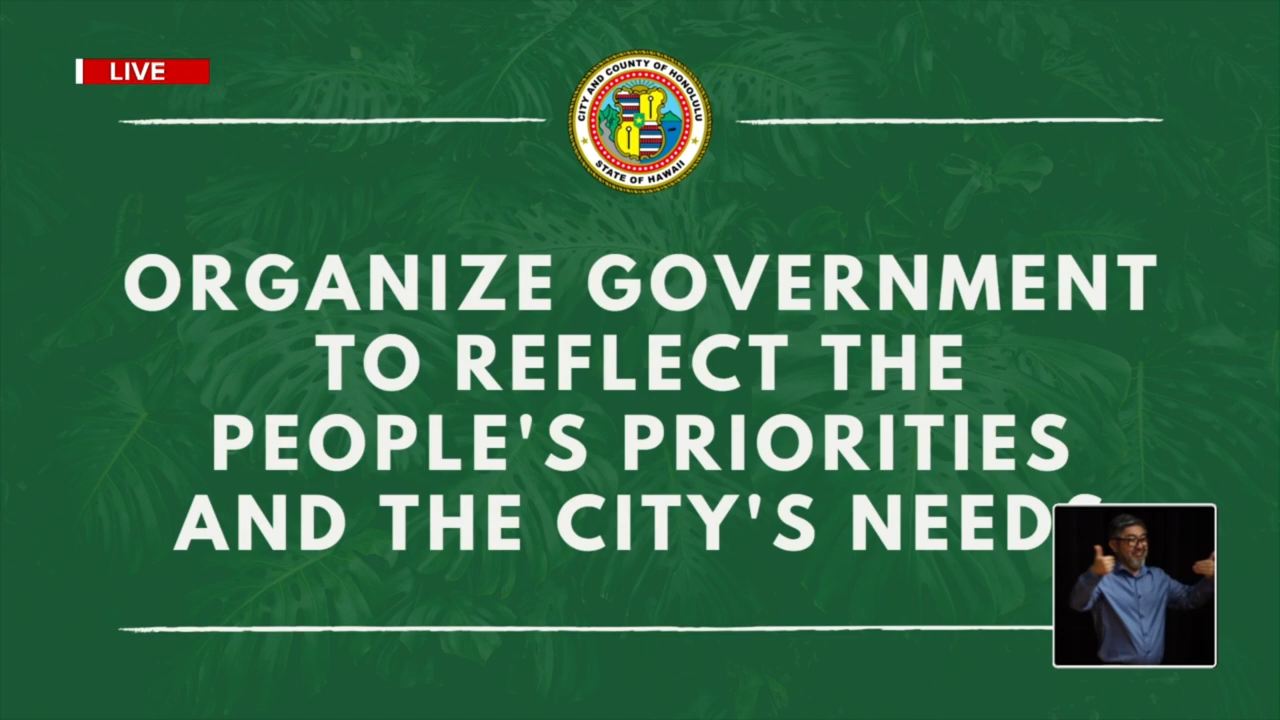 LIVE
CITY AND COUNTY OF HONOLULU
STATE OF HAWAII
ORGANIZE GOVERNMENT
TO REFLECT THE
PEOPLE'S PRIORITIES
AND THE CITY'S NEEDS